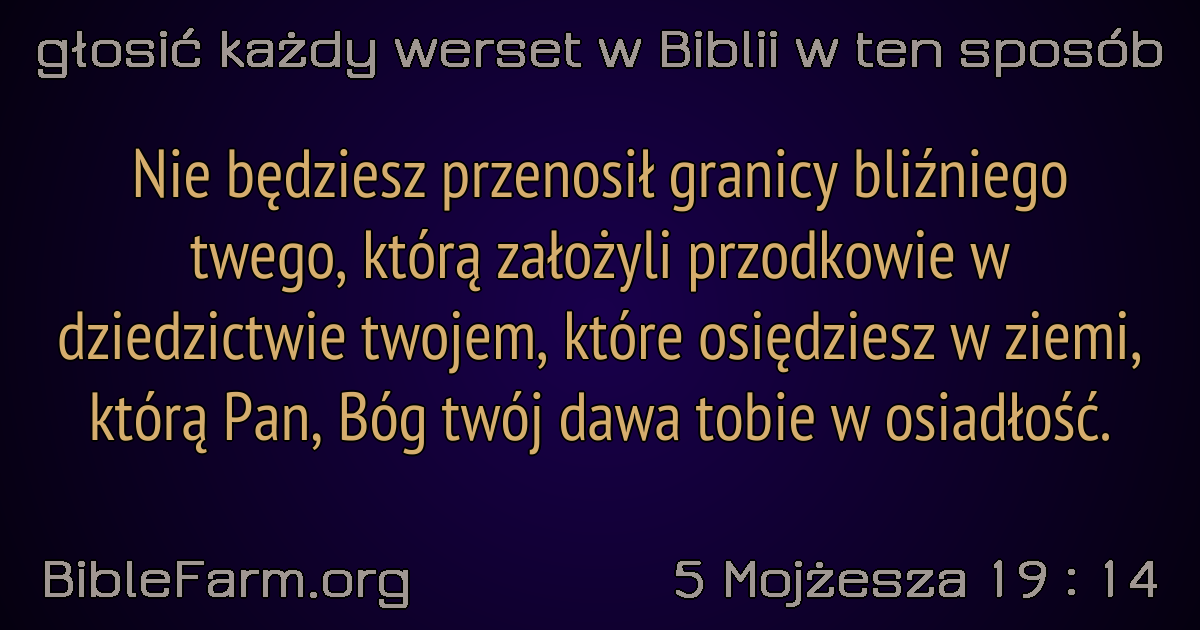 głosić każdy werset w Biblii w ten sposób
Nie będziesz przenosił granicy bliźniego
twego, którą założyli przodkowie w
dziedzictwie twojem, które osiędziesz w ziemi,
którą Pan, Bóg twój dawa tobie w osiadłość.
BibleFarm.org
5 Mojżesza 19 : 14